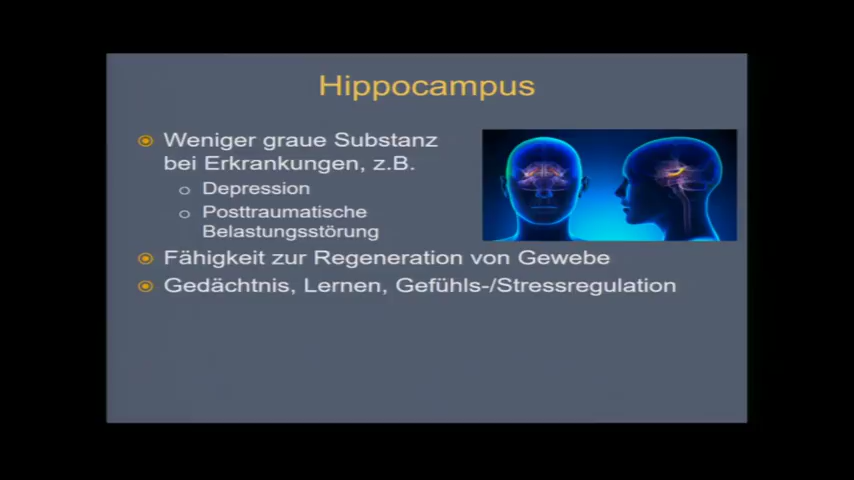 Hippocampus
Weniger graue Substanz
bei Erkrankungen, z.B.
Depression
Posttraumatische
Belastungsstörung
Fähigkeit zur Regeneration von Gewebe
Gedächtnis, Lernen, Gefühls-/Stressregulation